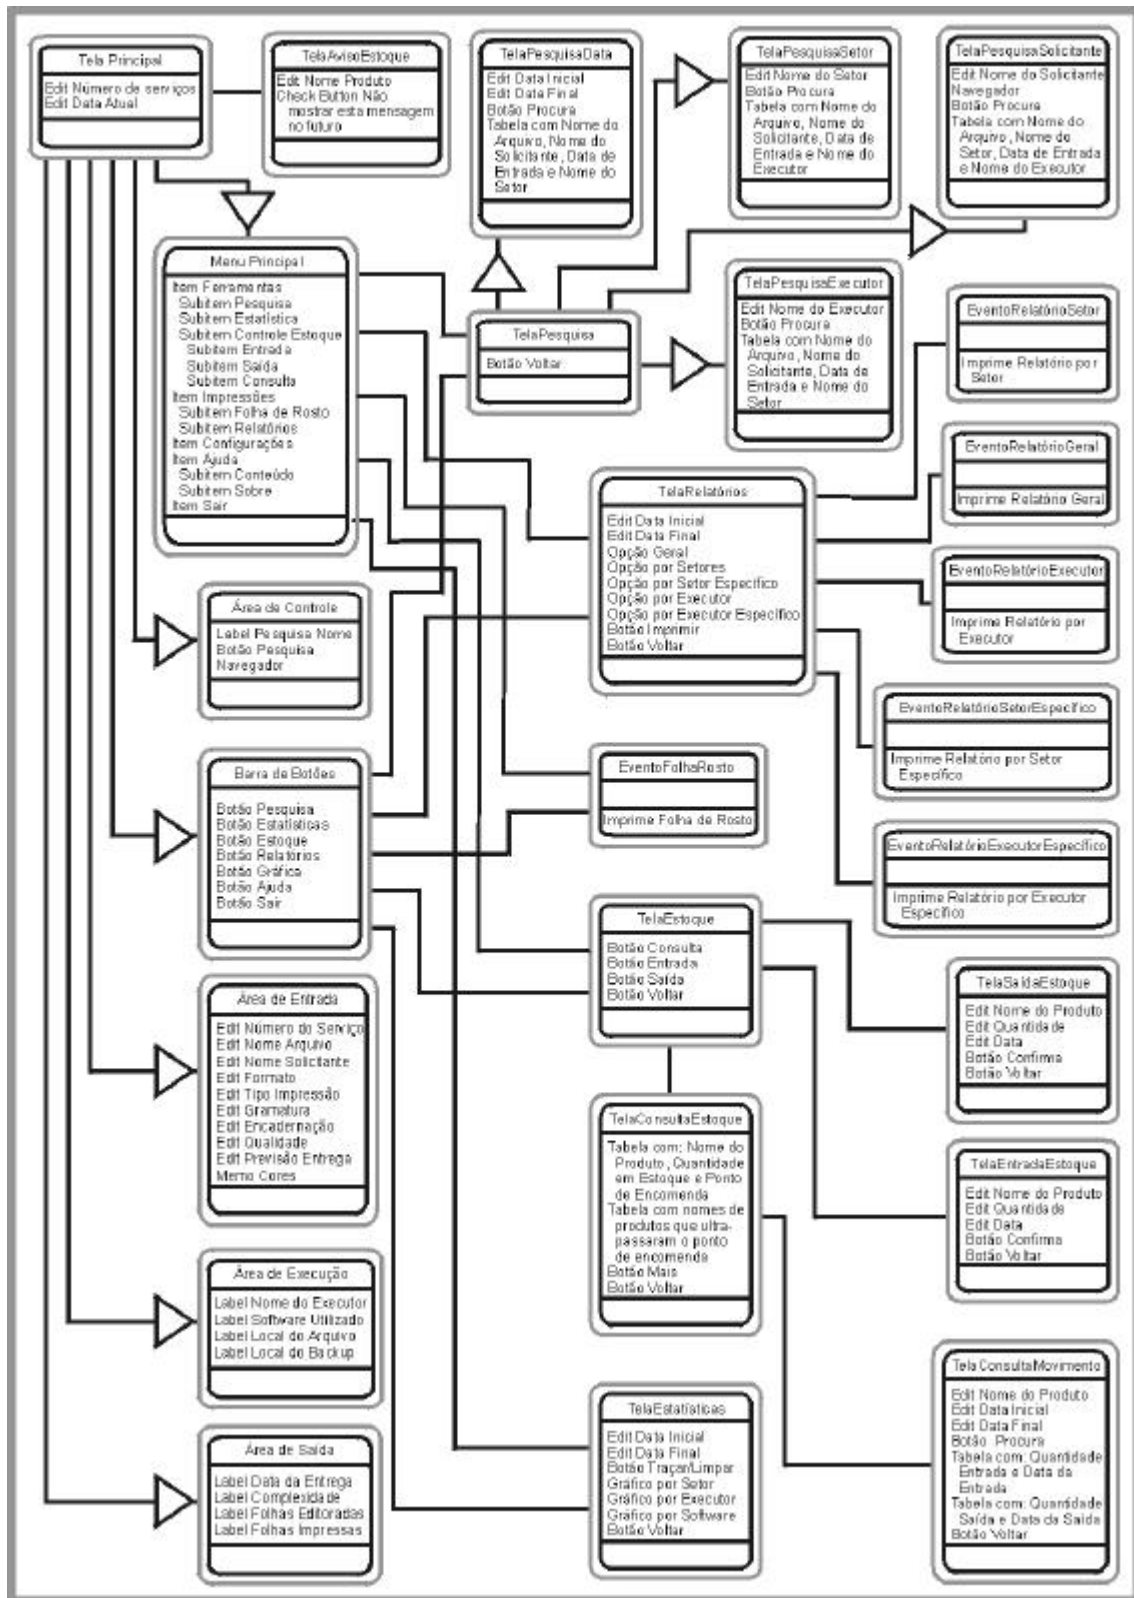 Tela Principal
Edit Número de serviços
Edit Data Atual
TelaAvisoEstoque
Edit Nome Produto
Check Button Não
mostrar esta mensagem
no futuro
TelaPesquisaData
Edit Data Inicial
Edit Data Final
Botão Procura
Tabela com Nome do
Arquivo, Nome do
Solicitante, Data de
Entrada e Nome do
Setor
TelaPesquisaSetor
Edit Nome do Setor
Botão Procura
Tabela com Nome do
Arquivo, Nome do
Solicitante, Data de
Entrada e Nome do
Executor
TelaPesquisaSolicitante
Edit Nome do Solicitante
Navegador
Botão Procura
Tabela com Nome do
Arquivo, Nome do
Setor, Data de Entrada
e Nome do Executor
Menu Principal
Item Ferramentas
Subitem Pesquisa
Subitem Estatística
Subitem Controle Estoque
Subitem Entrada
Subitem Saída
Subitem Consulta
Item Impressões
Subitem Folha de Rosto
Subitem Relatórios
Item Configurações
Item Ajuda
Subitem Conteúdo
Subitem Sobre
Item Sair
TelaPesquisa
Botão Voltar
TelaPesquisaExecutor
Edit Nome do Executor
Botão Procura
Tabela com Nome do
Arquivo, Nome do
Solicitante, Data de
Entrada e Nome do
Setor
EventoRelatórioSetor
Imprime Relatório por
Setor
EventoRelatórioGeral
Imprime Relatório Geral
TelaRelatórios
Edit Data Inicial
Edit Data Final
Opção Geral
Opção por Setores
Opção por Setor Específico
Opção por Executor
Opção por Executor Específico
Botão Imprimir
Botão Voltar
EventoRelatórioExecutor
Imprime Relatório por
Executor
Área de Controle
Label Pesquisa Nome
Botão Pesquisa
Navegador
EventoRelatórioSetorEspecífico
Imprime Relatório por Setor
Específico
Barra de Botões
Botão Pesquisa
Botão Estatísticas
Botão Estoque
Botão Relatórios
Botão Gráfica
Botão Ajuda
Botão Sair
EventoFolhaRosto
Imprime Folha de Rosto
EventoRelatórioExecutorEspecífico
Imprime Relatório por Executor
Específico
TelaEstoque
Botão Consulta
Botão Entrada
Botão Saída
Botão Voltar
TelaSaídaEstoque
Edit Nome do Produto
Edit Quantidade
Edit Data
Botão Confirma
Botão Voltar
Área de Entrada
Edit Número do Serviço
Edit Nome Arquivo
Edit Nome Solicitante
Edit Formato
Edit Tipo Impressão
Edit Gramatura
Edit Encadernação
Edit Qualidade
Edit Previsão Entrega
Memo Cores
TelaConsultaEstoque
Tabela com: Nome do
Produto, Quantidade
em Estoque e Ponto
de Encomenda
Tabela com nomes de
produtos que ultra-
passaram o ponto
de encomenda
Botão Mais
Botão Voltar
TelaEntradaEstoque
Edit Nome do Produto
Edit Quantidade
Edit Data
Botão Confirma
Botão Voltar
Área de Execução
Label Nome do Executor
Label Software Utilizado
Label Local do Arquivo
Label Local do Backup
TelaEstatísticas
Edit Data Inicial
Edit Data Final
Botão Traçar/Limpar
Gráfico por Setor
Gráfico por Executor
Gráfico por Software
Botão Voltar
Tela ConsultaMovimento
Edit Nome do Produto
Edit Data Inicial
Edit Data Final
Botão Procura
Tabela com: Quantidade
Entrada e Data da
Entrada
Tabela com: Quantidade
Saída e Data da Saída
Botão Voltar
Área de Saída
Label Data da Entrega
Label Complexidade
Label Folhas Editoradas
Label Folhas Impressas